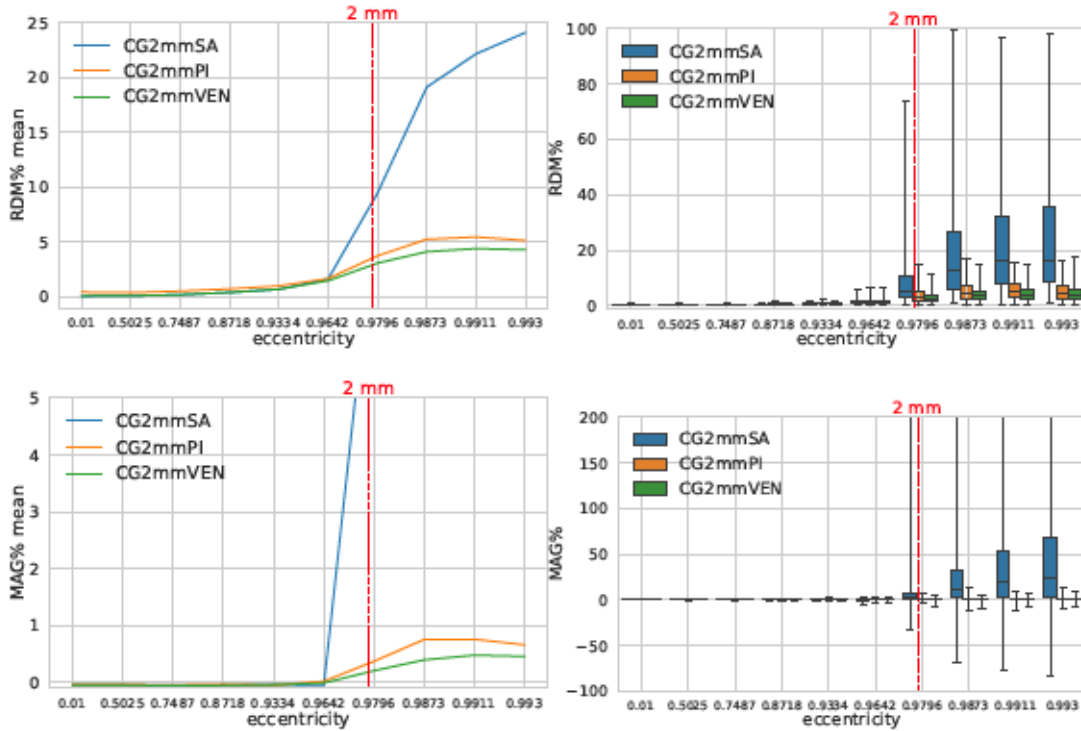 2 mm
25
20
15
10
5
0
RDM% mean
CG2mmSA
CG2mmPI
CG2mmVEN
0.01 0.5025 0.7487 0.8718 0.9334 0.9642 0.9796 0.9873 0.9911 0.993
eccentricity
2 mm
100
80
60
40
20
0
RDM%
CG2mmSA
CG2mmPI
CG2mmVEN
0.01 0.5025 0.7487 0.8718 0.9334 0.9642 0.9796 0.9873 0.9911 0.993
eccentricity
2 mm
5
4
3
2
1
0
MAG% mean
CG2mmSA
CG2mmPI
CG2mmVEN
0.01 0.5025 0.7487 0.8718 0.9334 0.9642 0.9796 0.9873 0.9911 0.993
eccentricity
2 mm
200
150
100
50
0
−50
−100
MAG%
CG2mmSA
CG2mmPI
CG2mmVEN
0.01 0.5025 0.7487 0.8718 0.9334 0.9642 0.9796 0.9873 0.9911 0.993
eccentricity